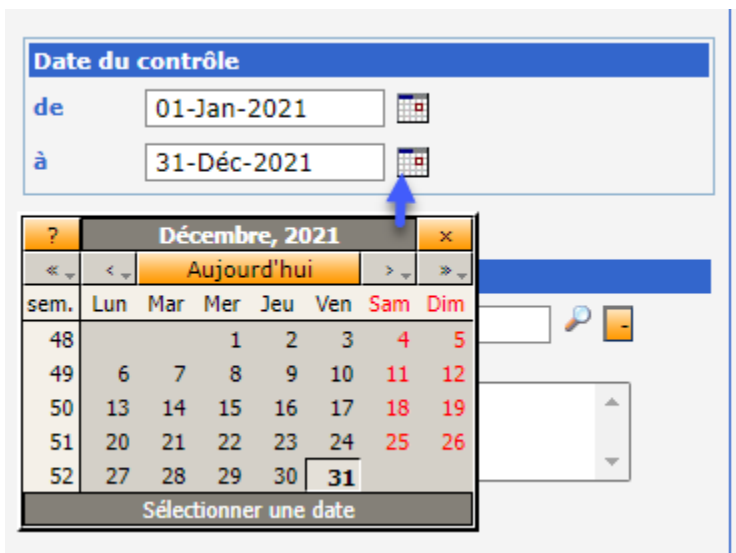 Date du contrôle
de 01-Jan-2021
à 31-Déc-2021
? Décembre, 2021 ×
« ‹ Aujourd'hui › »
sem. Lun Mar Mer Jeu Ven Sam Dim
48 1 2 3 4 5
49 6 7 8 9 10 11 12
50 13 14 15 16 17 18 19
51 20 21 22 23 24 25 26
52 27 28 29 30 31
Sélectionner une date